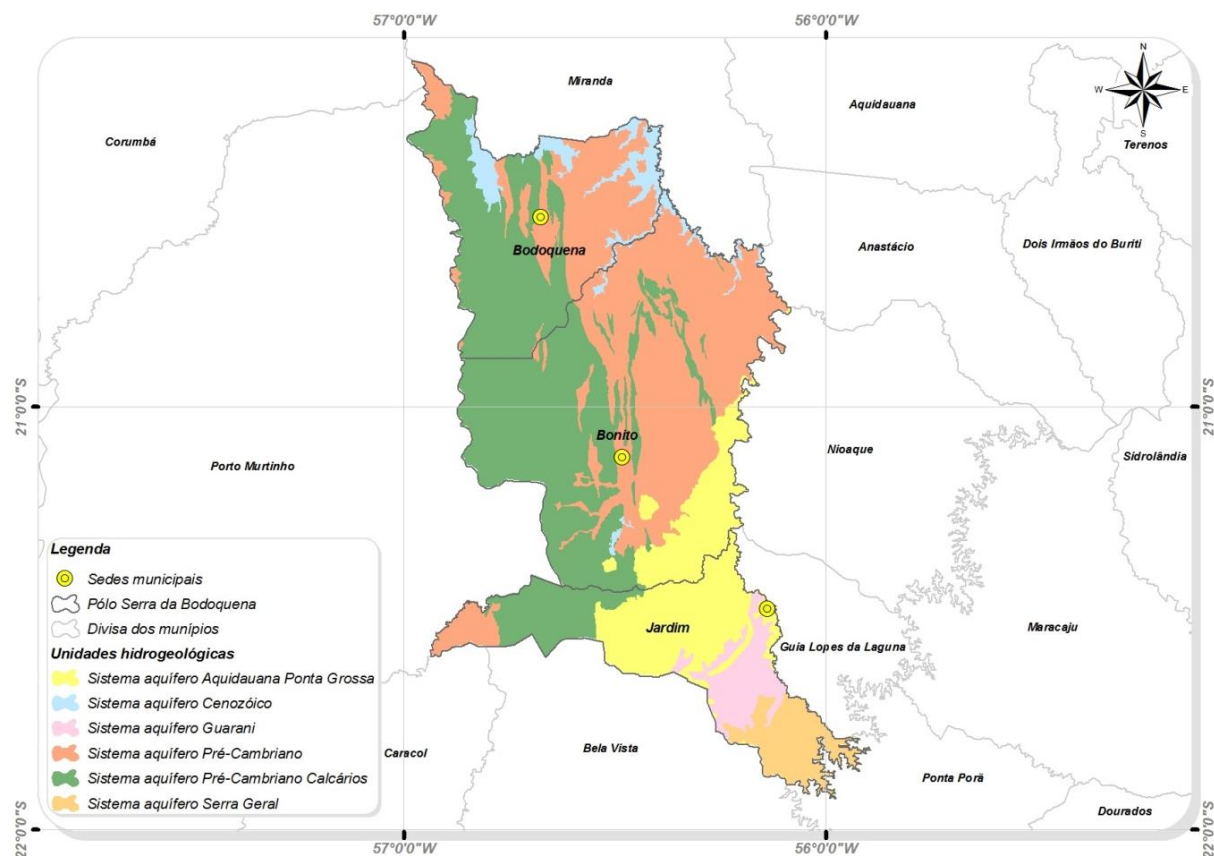 57°0'0"W
56°0'0"W
N
W
E
S
Miranda
Aquidauana
Corumbá
Terenos
Bodoquena
Anastácio
Dois Irmãos do Buriti
21°0'0"S
21°0'0"S
Bonito
Nioaque
Sidrolândia
Porto Murtinho
Legenda
Sedes municipais
Pólo Serra da Bodoquena
Divisa dos munípios
Unidades hidrogeológicas
Sistema aquífero Aquidauana Ponta Grossa
Sistema aquífero Cenozóico
Sistema aquífero Guarani
Sistema aquífero Pré-Cambriano
Sistema aquífero Pré-Cambriano Calcários
Sistema aquífero Serra Geral
Jardim
Guia Lopes da Laguna
Maracaju
Caracol
Bela Vista
Ponta Porã
Dourados
22°0'0"S
22°0'0"S
57°0'0"W
56°0'0"W